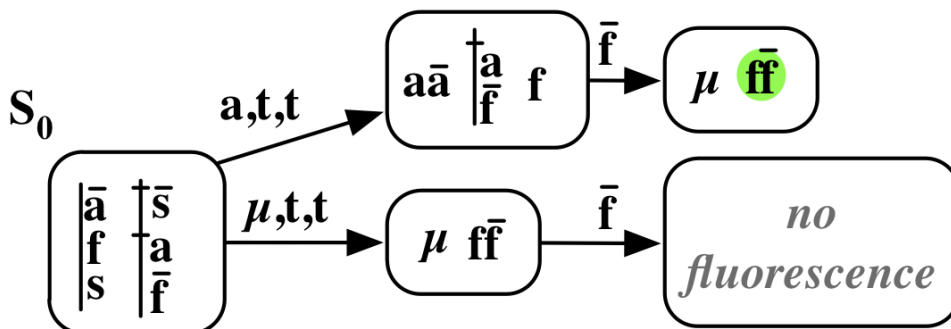 S₀
ā
f
s
s̄
a
f̄
a,t,t
aā
a
f̄
f
f̄
μ ff̄
μ,t,t
μ ff̄
f̄
no
fluorescence